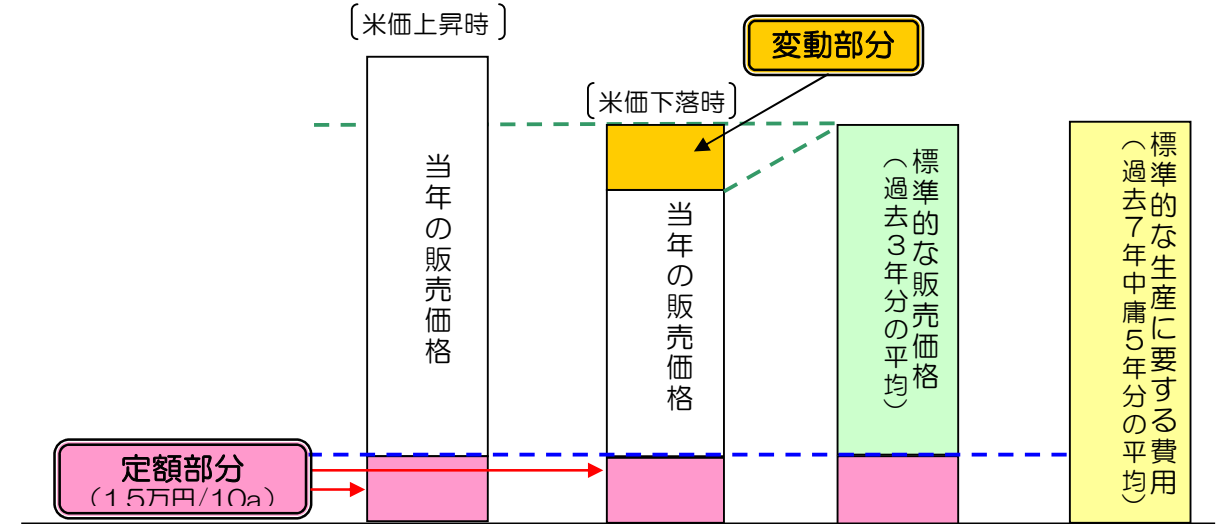 〔米価上昇時〕
変動部分
〔米価下落時〕
当年の販売価格
当年の販売価格
標準的な販売価格
（過去３年分の平均）
標準的な生産に要する費用
（過去７年中庸５年分の平均）
定額部分
（1.5万円/10a）